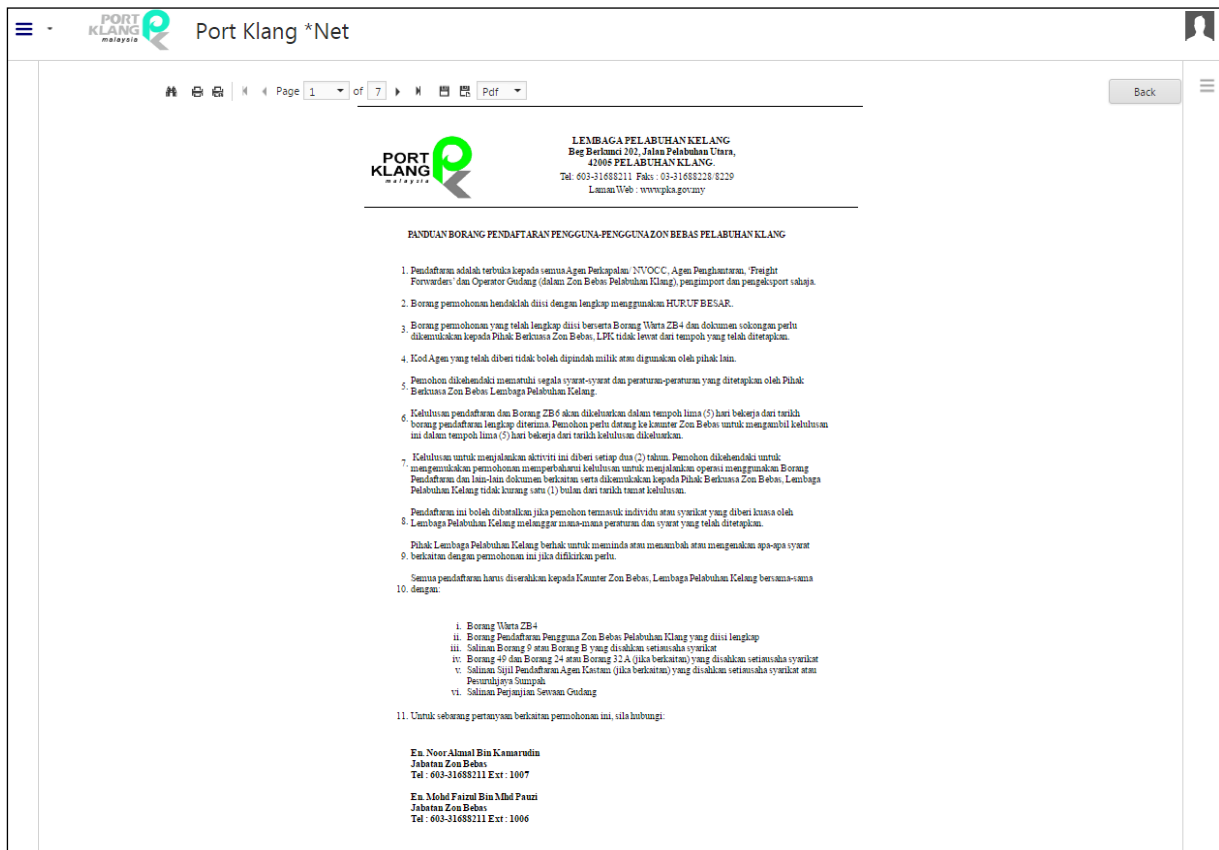 PORT
KLANG
malaysia
Port Klang *Net
Page 1 of 7 Pdf
Back
PORT
KLANG
malaysia
LEMBAGA PELABUHAN KELANG
Beg Berkunci 202, Jalan Pelabuhan Utara,
42005 PELABUHAN KLANG.
Tel: 603-31688211 Faks : 03-31688228/8229
Laman Web : www.pka.gov.my
PANDUAN BORANG PENDAFTARAN PENGGUNA-PENGGUNA ZON BEBAS PELABUHAN KLANG
1. Pendaftaran adalah terbuka kepada semua Agen Perkapalan/ NVOCC, Agen Penghantaran, 'Freight
Forwarders' dan Operator Gudang (dalam Zon Bebas Pelabuhan Klang), pengimport dan pengeksport sahaja.
2. Borang permohonan hendaklah diisi dengan lengkap menggunakan HURUF BESAR.
3. Borang permohonan yang telah lengkap diisi berserta Borang Warta ZB4 dan dokumen sokongan perlu
dikemukakan kepada Pihak Berkuasa Zon Bebas, LPK tidak lewat dari tempoh yang telah ditetapkan.
4. Kod Agen yang telah diberi tidak boleh dipindah milik atau digunakan oleh pihak lain.
5. Pemohon dikehendaki mematuhi segala syarat-syarat dan peraturan-peraturan yang ditetapkan oleh Pihak
Berkuasa Zon Bebas Lembaga Pelabuhan Kelang.
6. Kelulusan pendaftaran dan Borang ZB6 akan dikeluarkan dalam tempoh lima (5) hari bekerja dari tarikh
borang pendaftaran lengkap diterima. Pemohon perlu datang ke kaunter Zon Bebas untuk mengambil kelulusan
ini dalam tempoh lima (5) hari bekerja dari tarikh kelulusan dikeluarkan.
7. Kelulusan untuk menjalankan aktiviti ini diberi setiap dua (2) tahun. Pemohon dikehendaki untuk
mengemukakan permohonan memperbaharui kelulusan untuk menjalankan operasi menggunakan Borang
Pendaftaran dan lain-lain dokumen berkaitan serta dikemukakan kepada Pihak Berkuasa Zon Bebas, Lembaga
Pelabuhan Kelang tidak kurang satu (1) bulan dari tarikh tamat kelulusan.
Pendaftaran ini boleh dibatalkan jika pemohon termasuk individu atau syarikat yang diberi kuasa oleh
8. Lembaga Pelabuhan Kelang melanggar mana-mana peraturan dan syarat yang telah ditetapkan.
Pihak Lembaga Pelabuhan Kelang berhak untuk meminda atau menambah atau mengenakan apa-apa syarat
9. berkaitan dengan permohonan ini jika difikirkan perlu.
Semua pendaftaran harus diserahkan kepada Kaunter Zon Bebas, Lembaga Pelabuhan Kelang bersama-sama
10. dengan:
i. Borang Warta ZB4
ii. Borang Pendaftaran Pengguna Zon Bebas Pelabuhan Klang yang diisi lengkap
iii. Salinan Borang 9 atau Borang B yang disahkan setiausaha syarikat
iv. Borang 49 dan Borang 24 atau Borang 32A (jika berkaitan) yang disahkan setiausaha syarikat
v. Salinan Sijil Pendaftaran Agen Kastam (jika berkaitan) yang disahkan setiausaha syarikat atau
Pesuruhjaya Sumpah
vi. Salinan Perjanjian Sewaan Gudang
11. Untuk sebarang pertanyaan berkaitan permohonan ini, sila hubungi:
En. Noor Akmal Bin Kamarudin
Jabatan Zon Bebas
Tel : 603-31688211 Ext : 1007
En. Mohd Faizul Bin Mhd Pauzi
Jabatan Zon Bebas
Tel : 603-31688211 Ext : 1006